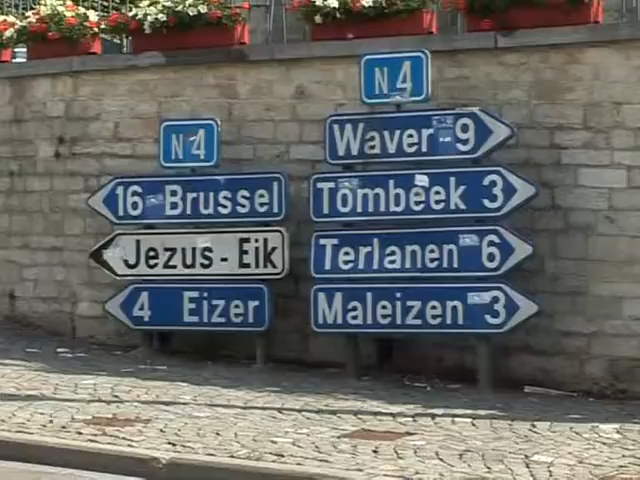 N4
16 Brussel
Jezus-Eik
4 Eizer
N4
Waver 9
Tombeek 3
Terlanen 6
Maleizen 3